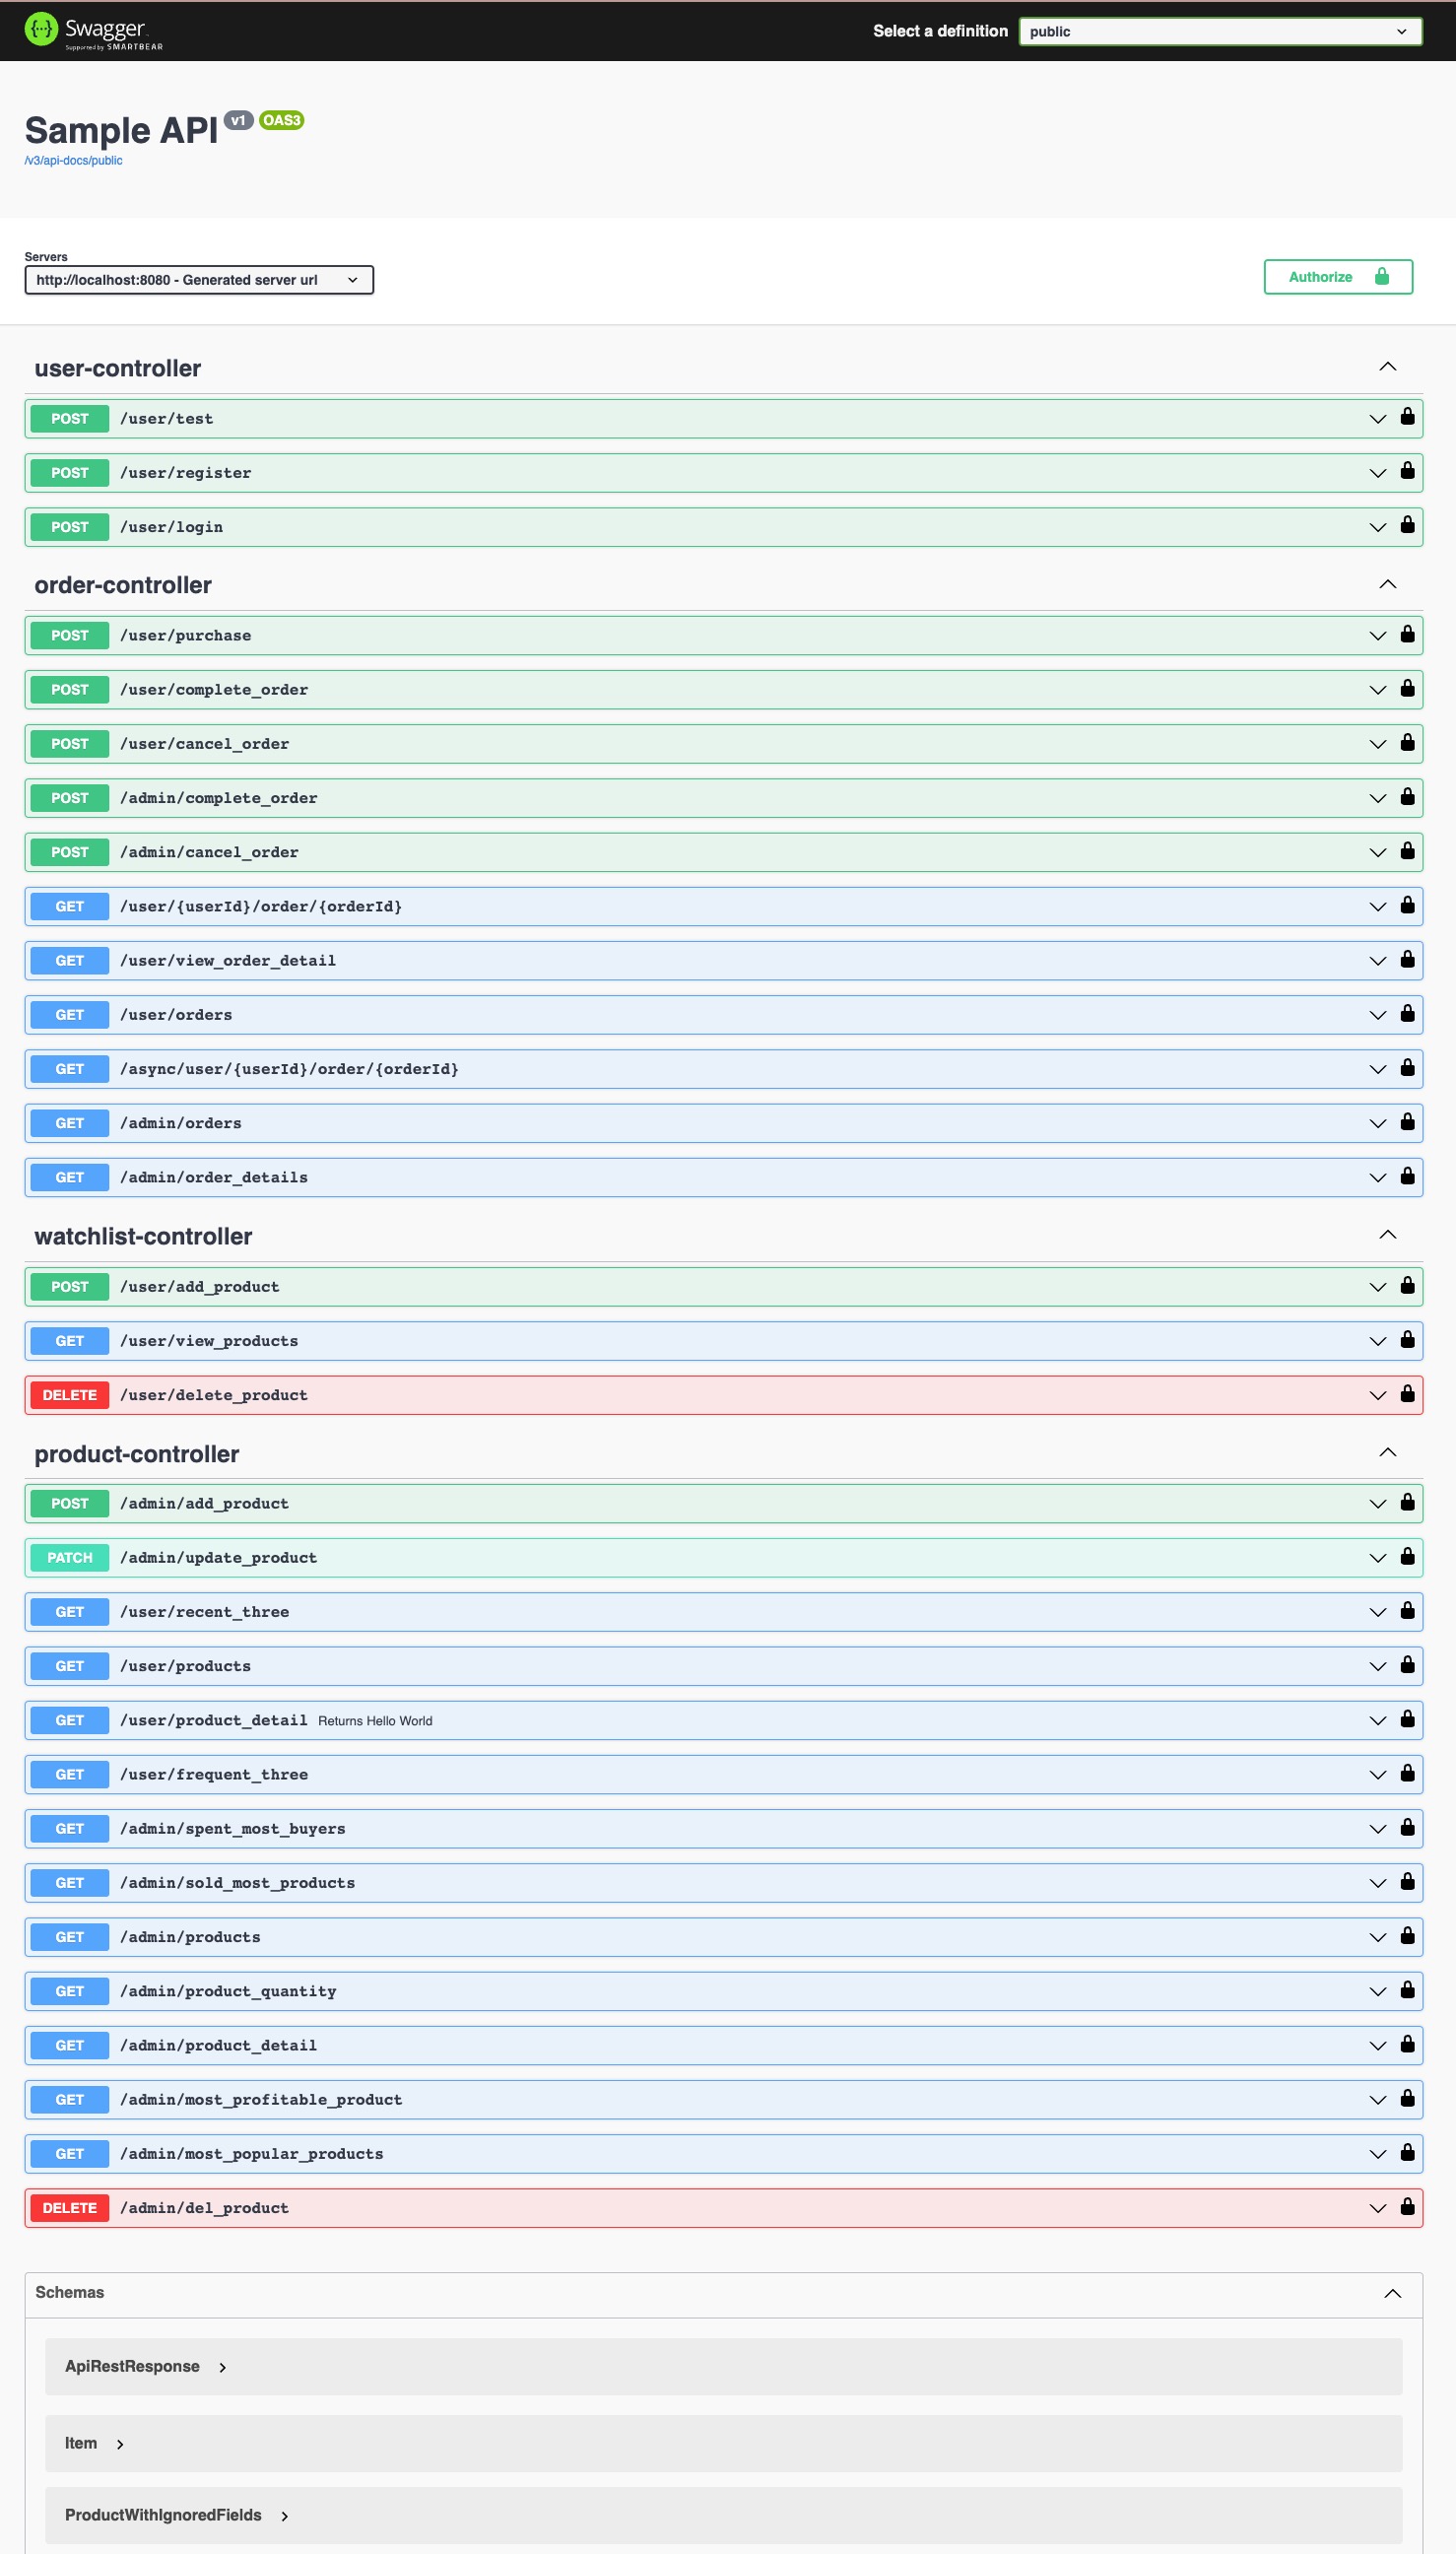 Swagger
Supported by SMARTBEAR
Select a definition
public
Sample API v1 OAS3
/v3/api-docs/public
Servers
http://localhost:8080 - Generated server url
Authorize
user-controller
POST /user/test
POST /user/register
POST /user/login
order-controller
POST /user/purchase
POST /user/complete_order
POST /user/cancel_order
POST /admin/complete_order
POST /admin/cancel_order
GET /user/{userId}/order/{orderId}
GET /user/view_order_detail
GET /user/orders
GET /async/user/{userId}/order/{orderId}
GET /admin/orders
GET /admin/order_details
watchlist-controller
POST /user/add_product
GET /user/view_products
DELETE /user/delete_product
product-controller
POST /admin/add_product
PATCH /admin/update_product
GET /user/recent_three
GET /user/products
GET /user/product_detail Returns Hello World
GET /user/frequent_three
GET /admin/spent_most_buyers
GET /admin/sold_most_products
GET /admin/products
GET /admin/product_quantity
GET /admin/product_detail
GET /admin/most_profitable_product
GET /admin/most_popular_products
DELETE /admin/del_product
Schemas
ApiRestResponse
Item
ProductWithIgnoredFields